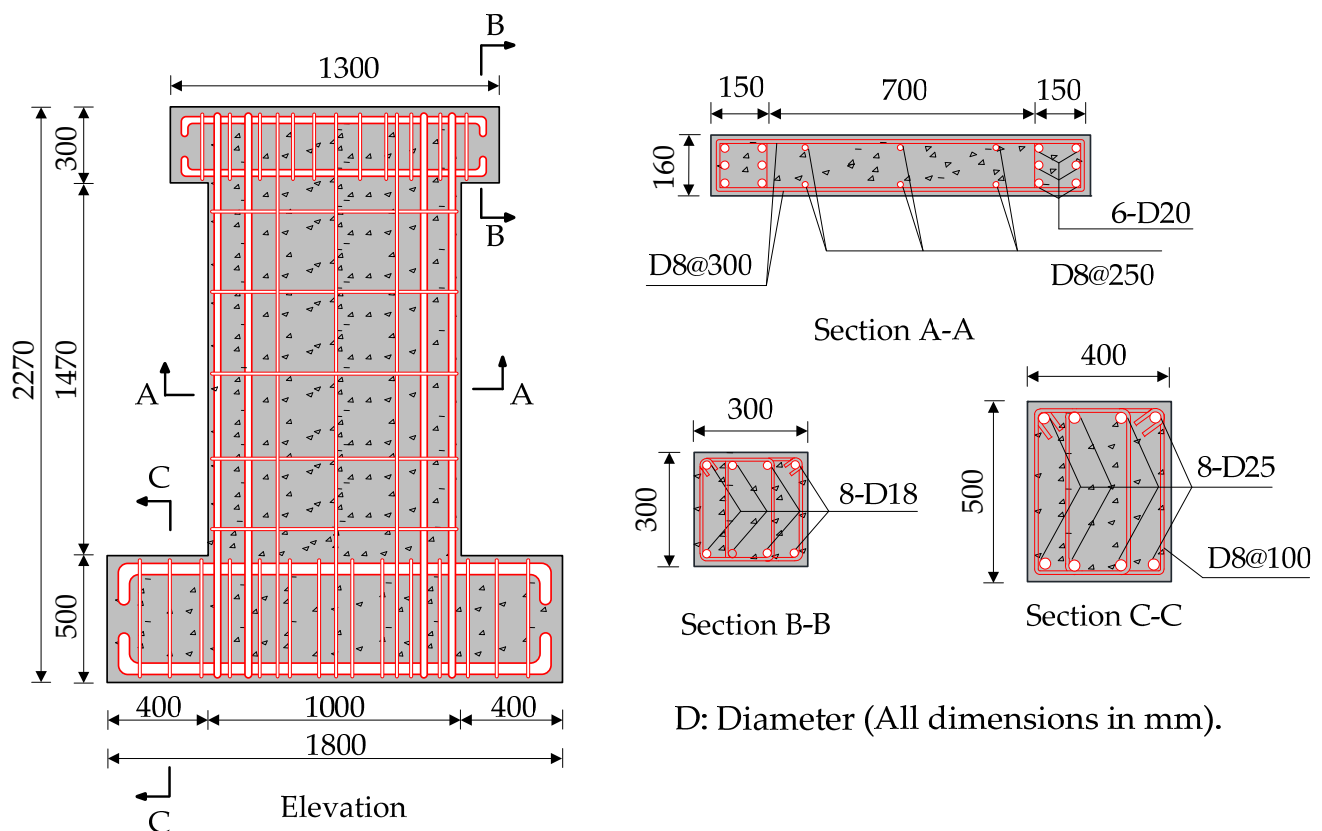 B
1300
300
B
2270
1470
A
A
C
500
400
1000
400
1800
C
Elevation
150
700
150
160
6-D20
D8@300
D8@250
Section A-A
300
300
8-D18
Section B-B
400
500
8-D25
D8@100
Section C-C
D: Diameter (All dimensions in mm).